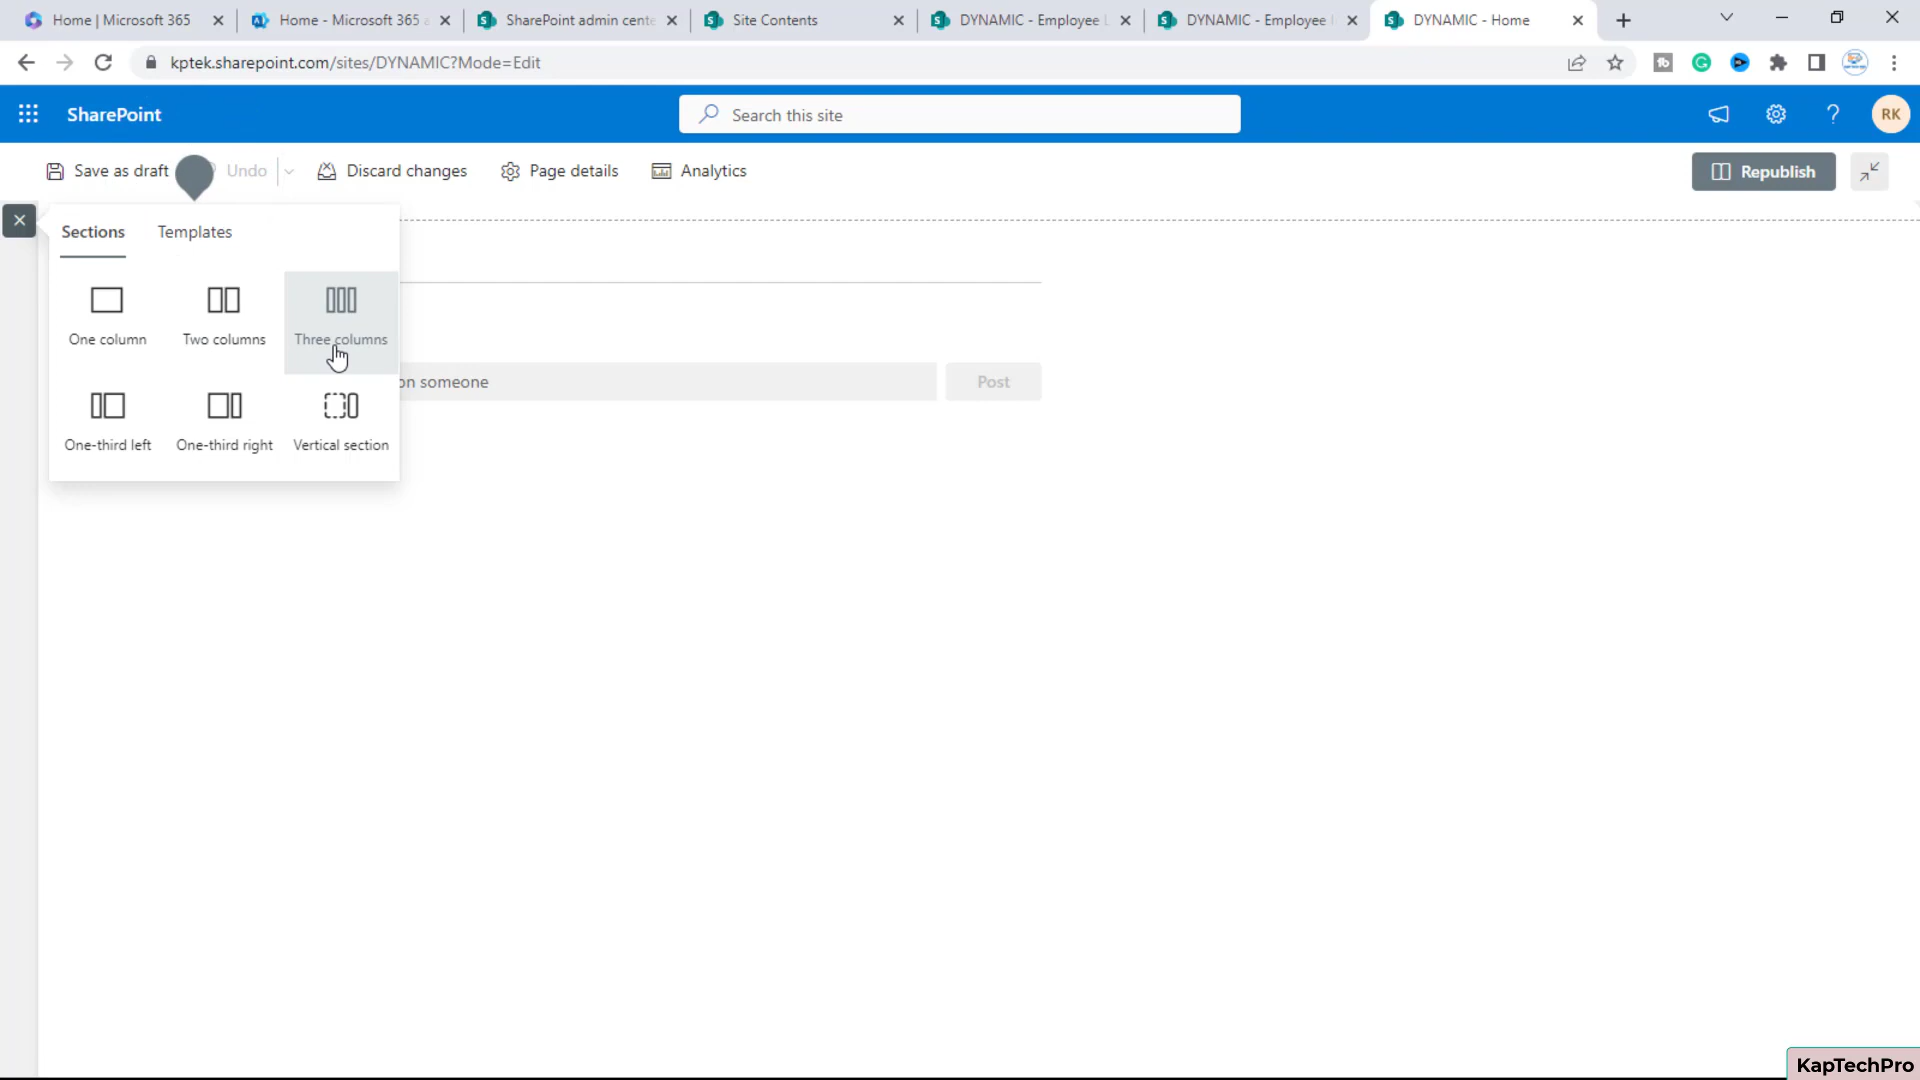 Home | Microsoft 365
Home - Microsoft 365 a
SharePoint admin cente
Site Contents
DYNAMIC - Employee L
DYNAMIC - Employee
DYNAMIC - Home
kptek.sharepoint.com/sites/DYNAMIC?Mode=Edit
SharePoint
Search this site
RK
Save as draft
Undo
Discard changes
Page details
Analytics
Republish
Sections
Templates
One column
Two columns
Three columns
on someone
Post
One-third left
One-third right
Vertical section
KapTechPro